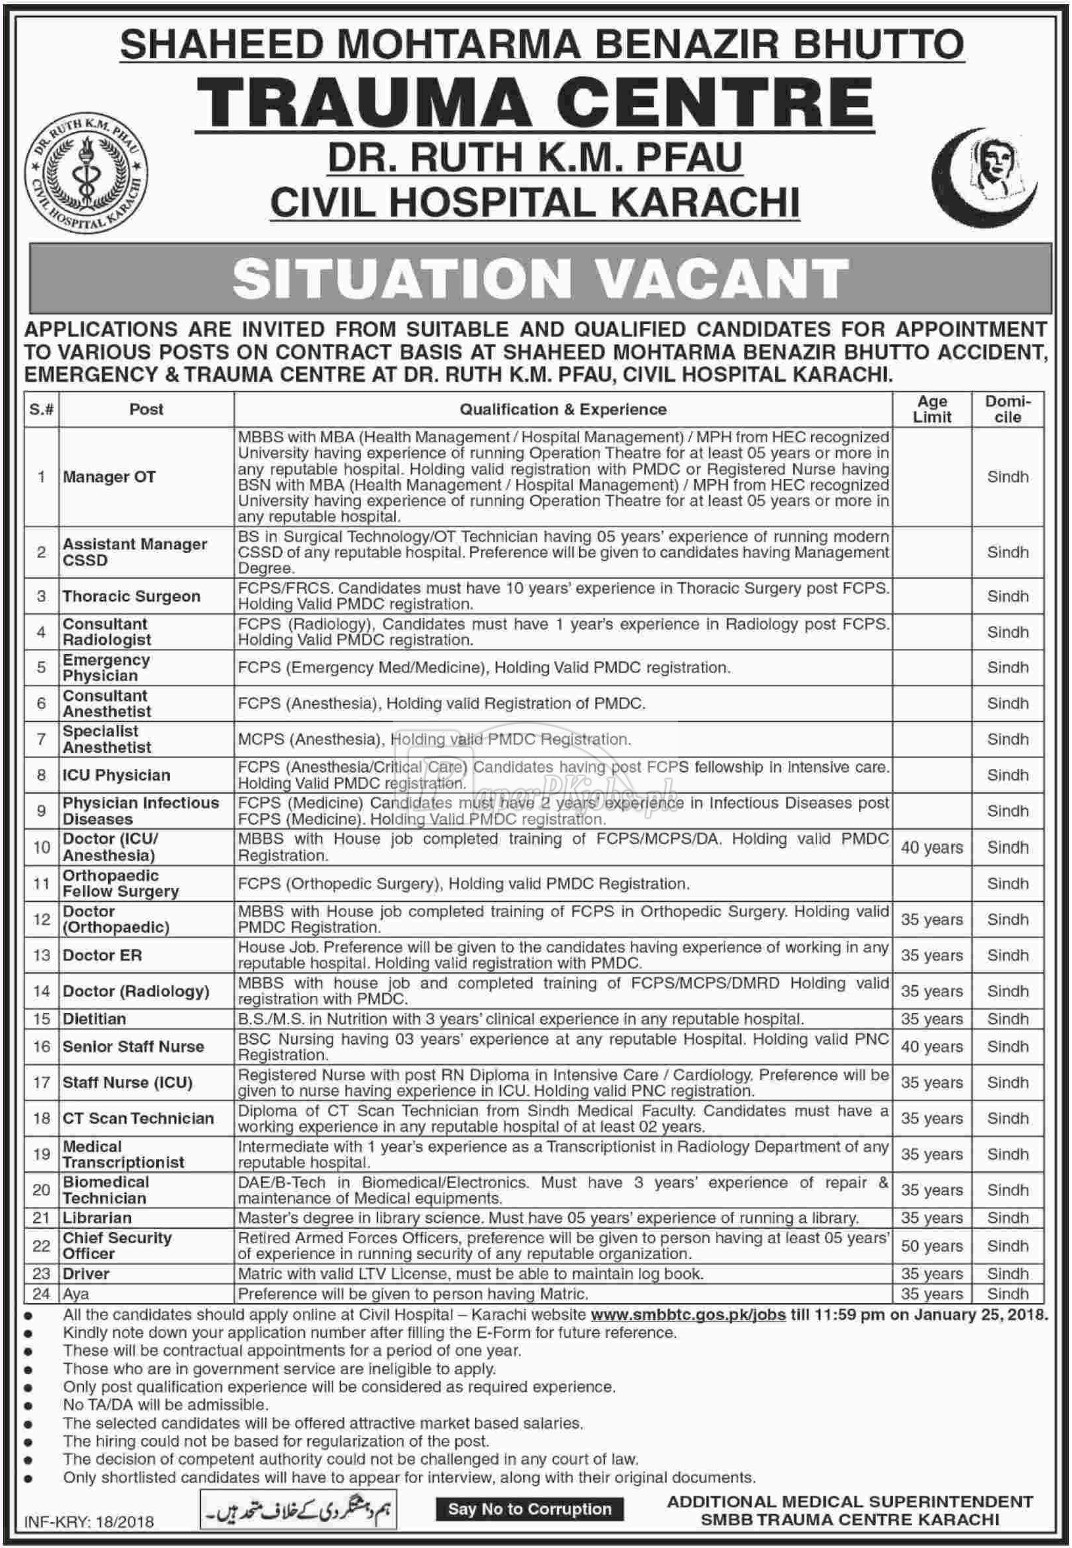 SHAHEED MOHTARMA BENAZIR BHUTTO
TRAUMA CENTRE
DR. RUTH K.M. PFAU
CIVIL HOSPITAL KARACHI
DR. RUTH K.M. PHAU
CIVIL HOSPITAL KARACHI
SITUATION VACANT
APPLICATIONS ARE INVITED FROM SUITABLE AND QUALIFIED CANDIDATES FOR APPOINTMENT
TO VARIOUS POSTS ON CONTRACT BASIS AT SHAHEED MOHTARMA BENAZIR BHUTTO ACCIDENT,
EMERGENCY & TRAUMA CENTRE AT DR. RUTH K.M. PFAU, CIVIL HOSPITAL KARACHI.
S.# Post Qualification & Experience Age Limit Domi-cile
1 Manager OT MBBS with MBA (Health Management / Hospital Management) / MPH from HEC recognized
University having experience of running Operation Theatre for at least 05 years or more in
any reputable hospital. Holding valid registration with PMDC or Registered Nurse having
BSN with MBA (Health Management / Hospital Management) / MPH from HEC recognized
University having experience of running Operation Theatre for at least 05 years or more in
any reputable hospital. Sindh
2 Assistant Manager CSSD BS in Surgical Technology/OT Technician having 05 years' experience of running modern
CSSD of any reputable hospital. Preference will be given to candidates having Management
Degree. Sindh
3 Thoracic Surgeon FCPS/FRCS. Candidates must have 10 years' experience in Thoracic Surgery post FCPS.
Holding Valid PMDC registration. Sindh
4 Consultant Radiologist FCPS (Radiology), Candidates must have 1 year's experience in Radiology post FCPS.
Holding Valid PMDC registration. Sindh
5 Emergency Physician FCPS (Emergency Med/Medicine), Holding Valid PMDC registration. Sindh
6 Consultant Anesthetist FCPS (Anesthesia), Holding valid Registration of PMDC. Sindh
7 Specialist Anesthetist MCPS (Anesthesia), Holding valid PMDC Registration. Sindh
8 ICU Physician FCPS (Anesthesia/Critical Care) Candidates having post FCPS fellowship in intensive care.
Holding Valid PMDC registration. Sindh
9 Physician Infectious Diseases FCPS (Medicine) Candidates must have 2 years' experience in Infectious Diseases post
FCPS (Medicine). Holding Valid PMDC registration. Sindh
PaperPKjobs.pk
10 Doctor (ICU/ Anesthesia) MBBS with House job completed training of FCPS/MCPS/DA. Holding valid PMDC
Registration. 40 years Sindh
11 Orthopaedic Fellow Surgery FCPS (Orthopedic Surgery), Holding valid PMDC Registration. Sindh
12 Doctor (Orthopaedic) MBBS with House job completed training of FCPS in Orthopedic Surgery. Holding valid
PMDC Registration. 35 years Sindh
13 Doctor ER House Job. Preference will be given to the candidates having experience of working in any
reputable hospital. Holding valid registration with PMDC. 35 years Sindh
14 Doctor (Radiology) MBBS with house job and completed training of FCPS/MCPS/DMRD Holding valid
registration with PMDC. 35 years Sindh
15 Dietitian B.S./M.S. in Nutrition with 3 years' clinical experience in any reputable hospital. 35 years Sindh
16 Senior Staff Nurse BSC Nursing having 03 years' experience at any reputable Hospital. Holding valid PNC
Registration. 40 years Sindh
17 Staff Nurse (ICU) Registered Nurse with post RN Diploma in Intensive Care / Cardiology. Preference will be
given to nurse having experience in ICU. Holding valid PNC registration. 35 years Sindh
18 CT Scan Technician Diploma of CT Scan Technician from Sindh Medical Faculty. Candidates must have a
working experience in any reputable hospital of at least 02 years. 35 years Sindh
19 Medical Transcriptionist Intermediate with 1 year's experience as a Transcriptionist in Radiology Department of any
reputable hospital. 35 years Sindh
20 Biomedical Technician DAE/B-Tech in Biomedical/Electronics. Must have 3 years' experience of repair &
maintenance of Medical equipments. 35 years Sindh
21 Librarian Master's degree in library science. Must have 05 years' experience of running a library. 35 years Sindh
22 Chief Security Officer Retired Armed Forces Officers, preference will be given to person having at least 05 years'
of experience in running security of any reputable organization. 50 years Sindh
23 Driver Matric with valid LTV License, must be able to maintain log book. 35 years Sindh
24 Aya Preference will be given to person having Matric. 35 years Sindh
• All the candidates should apply online at Civil Hospital – Karachi website www.smbbtc.gos.pk/jobs till 11:59 pm on January 25, 2018.
• Kindly note down your application number after filling the E-Form for future reference.
• These will be contractual appointments for a period of one year.
• Those who are in government service are ineligible to apply.
• Only post qualification experience will be considered as required experience.
• No TA/DA will be admissible.
• The selected candidates will be offered attractive market based salaries.
• The hiring could not be based for regularization of the post.
• The decision of competent authority could not be challenged in any court of law.
• Only shortlisted candidates will have to appear for interview, along with their original documents.
INF-KRY: 18/2018
ہم دہشتگردی کے خلاف متحد ہیں۔
Say No to Corruption
ADDITIONAL MEDICAL SUPERINTENDENT
SMBB TRAUMA CENTRE KARACHI